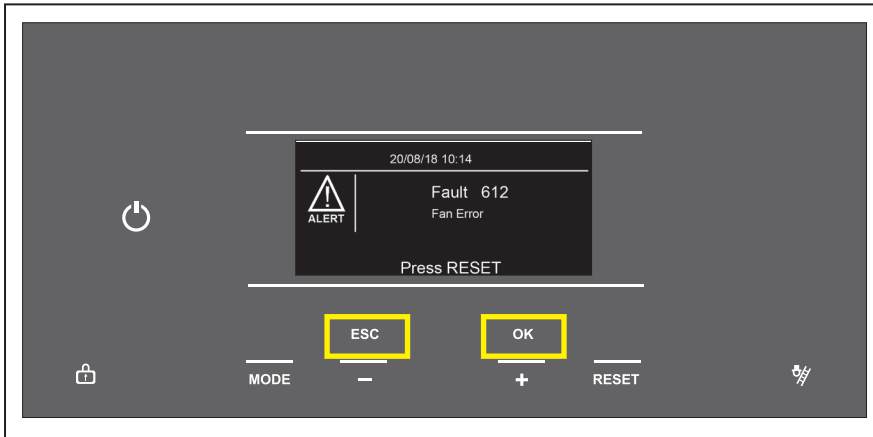 20/08/18 10:14
Fault 612
ALERT
Fan Error
Press RESET
ESC OK
MODE − + RESET